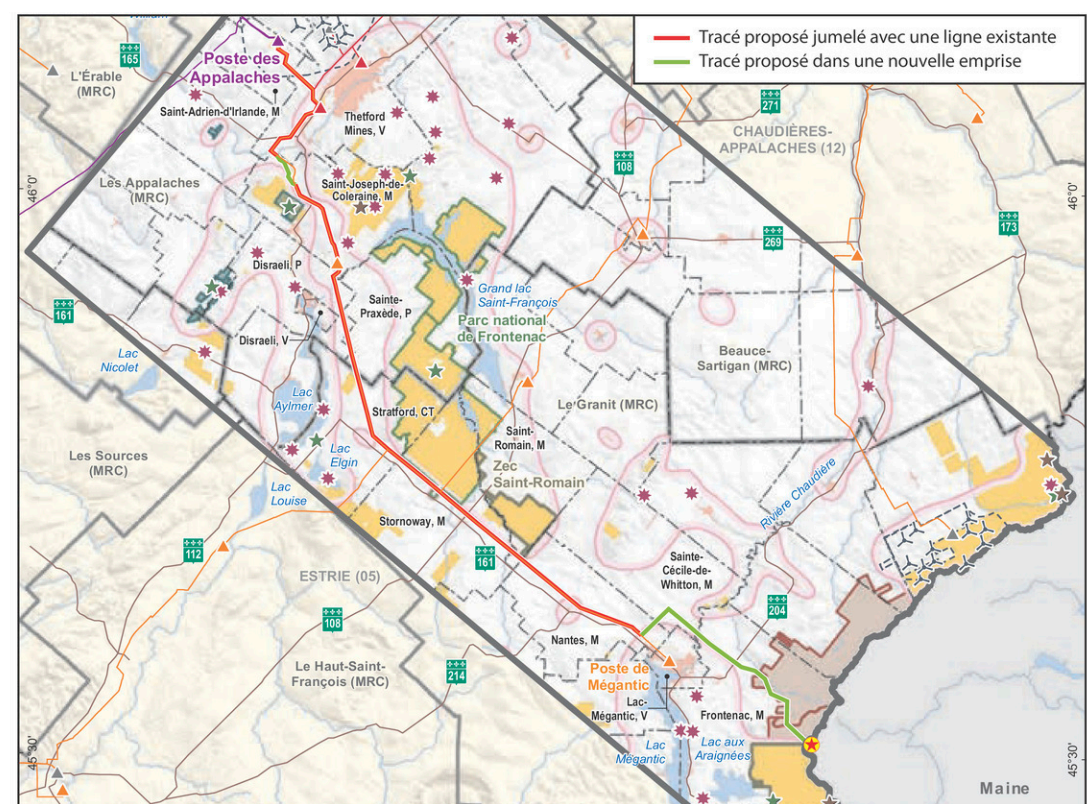 Tracé proposé jumelé avec une ligne existante
Tracé proposé dans une nouvelle emprise
165
L'Érable
(MRC)
Poste des
Appalaches
Saint-Adrien-d'Irlande, M
Thetford
Mines, V
271
CHAUDIÈRES-
APPALACHES (12)
108
46°0'
46°0'
Les Appalaches
(MRC)
Saint-Joseph-de-
Coleraine, M
173
269
Disraeli, P
Grand lac
Saint-François
Sainte-
Praxède, P
Parc national
de Frontenac
161
Disraeli, V
Lac
Nicolet
Beauce-
Sartigan (MRC)
Lac
Aylmer
Stratford, CT
Le Granit (MRC)
Saint-
Romain, M
Les Sources
(MRC)
Lac
Elgin
Zec
Saint-Romain
Lac
Louise
Rivière Chaudière
Stornoway, M
112
161
Sainte-
Cécile-de-
Whitton, M
ESTRIE (05)
204
108
Nantes, M
Le Haut-Saint-
François (MRC)
214
Poste de
Mégantic
Lac-
Mégantic, V
Frontenac, M
Lac
Mégantic
Lac aux
Araignées
45°30'
45°30'
Maine